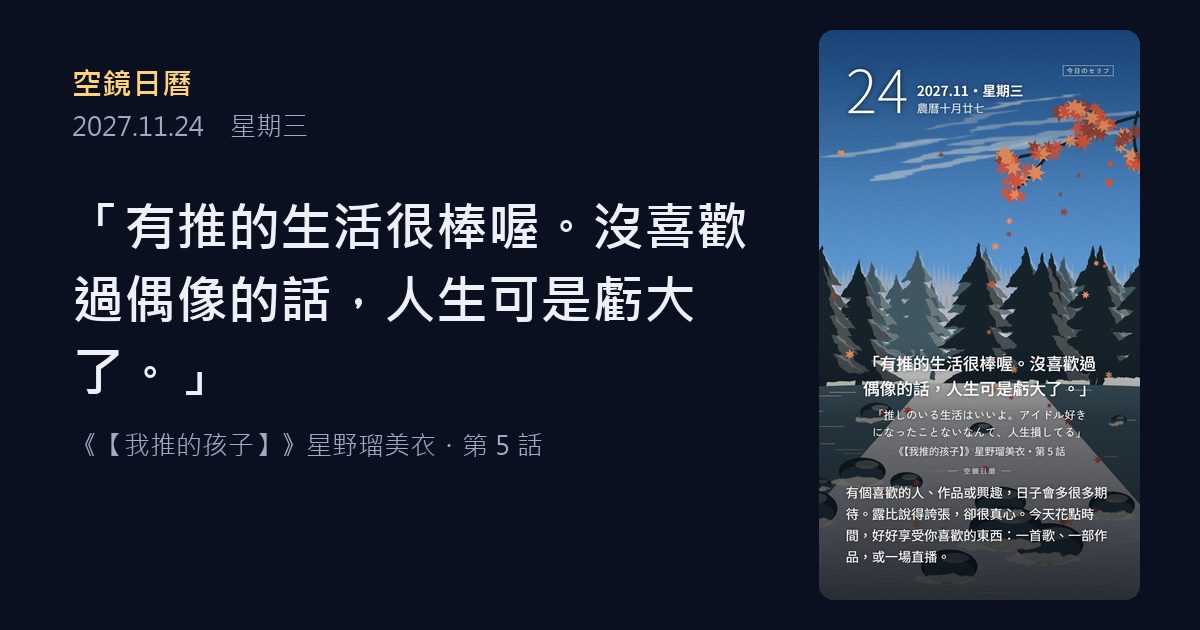 空鏡日曆
2027.11.24 星期三
「有推的生活很棒喔。沒喜歡
過偶像的話，人生可是虧大
了。」
《【我推的孩子】》星野瑠美衣・第 5 話
24
2027.11・星期三
農曆十月廿七
今日のセリフ
「有推的生活很棒喔。沒喜歡過
偶像的話，人生可是虧大了。」
「推しのいる生活はいいよ。アイドル好き
になったことないなんて、人生損してる」
《【我推的孩子】》星野瑠美衣・第 5 話
空鏡日曆
有個喜歡的人、作品或興趣，日子會多很多期
待。露比說得誇張，卻很真心。今天花點時
間，好好享受你喜歡的東西：一首歌、一部作
品，或一場直播。